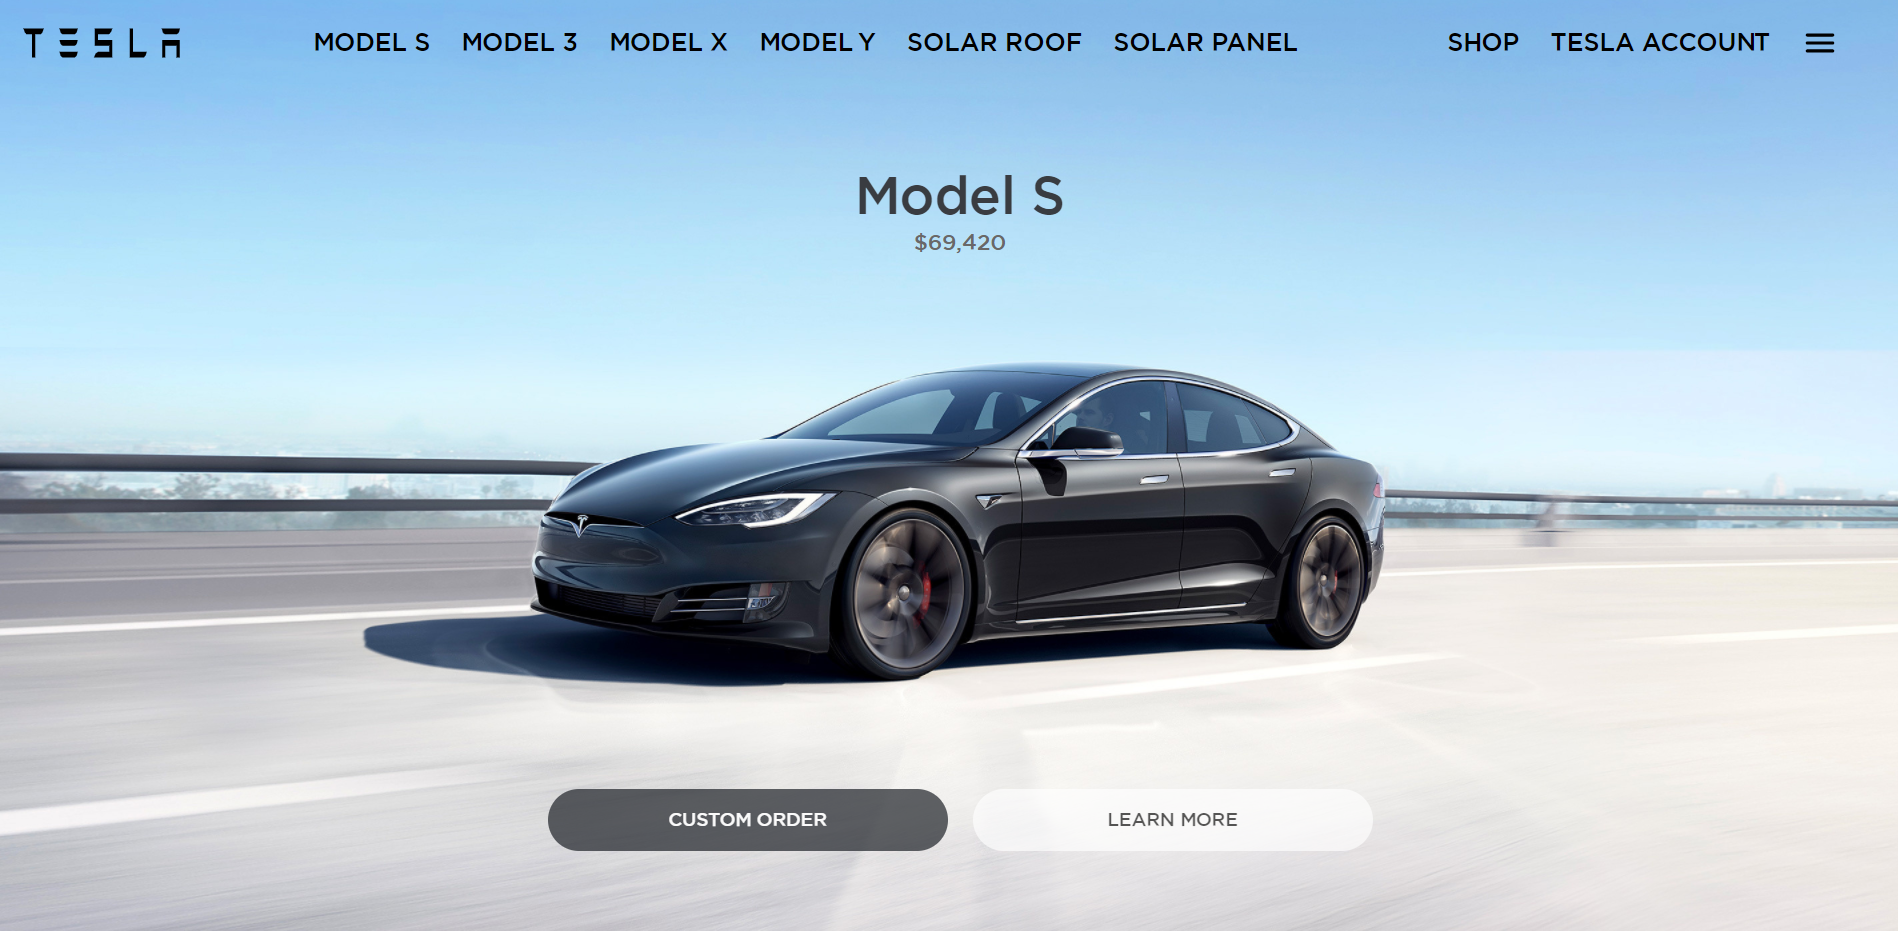 TESLA MODEL S MODEL 3 MODEL X MODEL Y SOLAR ROOF SOLAR PANEL SHOP TESLA ACCOUNT
Model S
$69,420
CUSTOM ORDER LEARN MORE